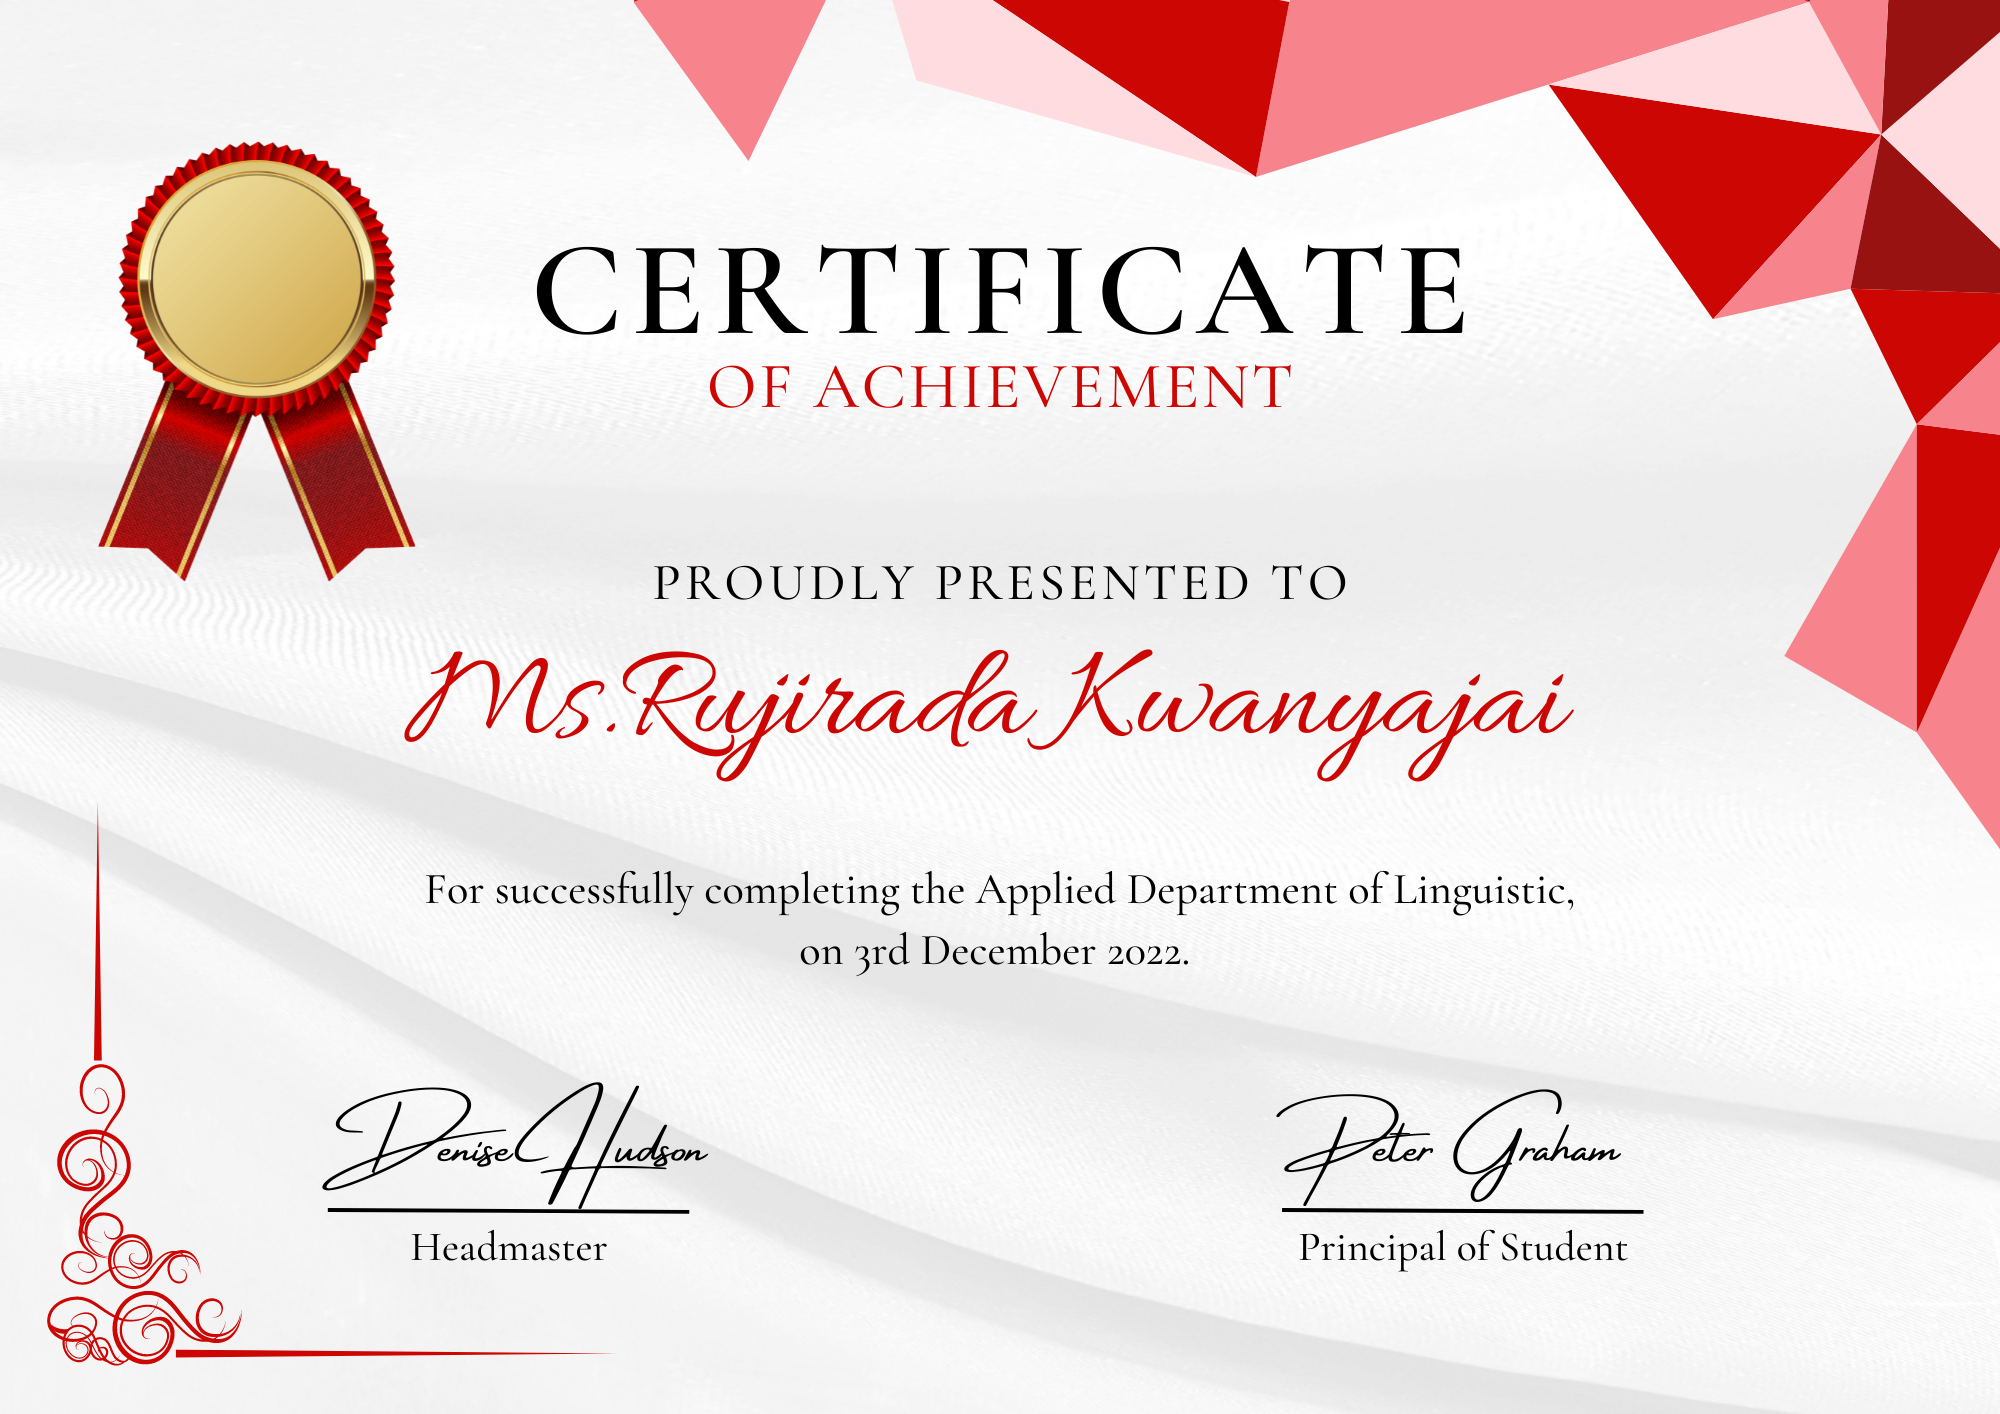 CERTIFICATE
OF ACHIEVEMENT
PROUDLY PRESENTED TO
Ms.Rujirada Kwanyajai
For successfully completing the Applied Department of Linguistic,
on 3rd December 2022.
Denise Hudson
Peter Graham
Headmaster
Principal of Student